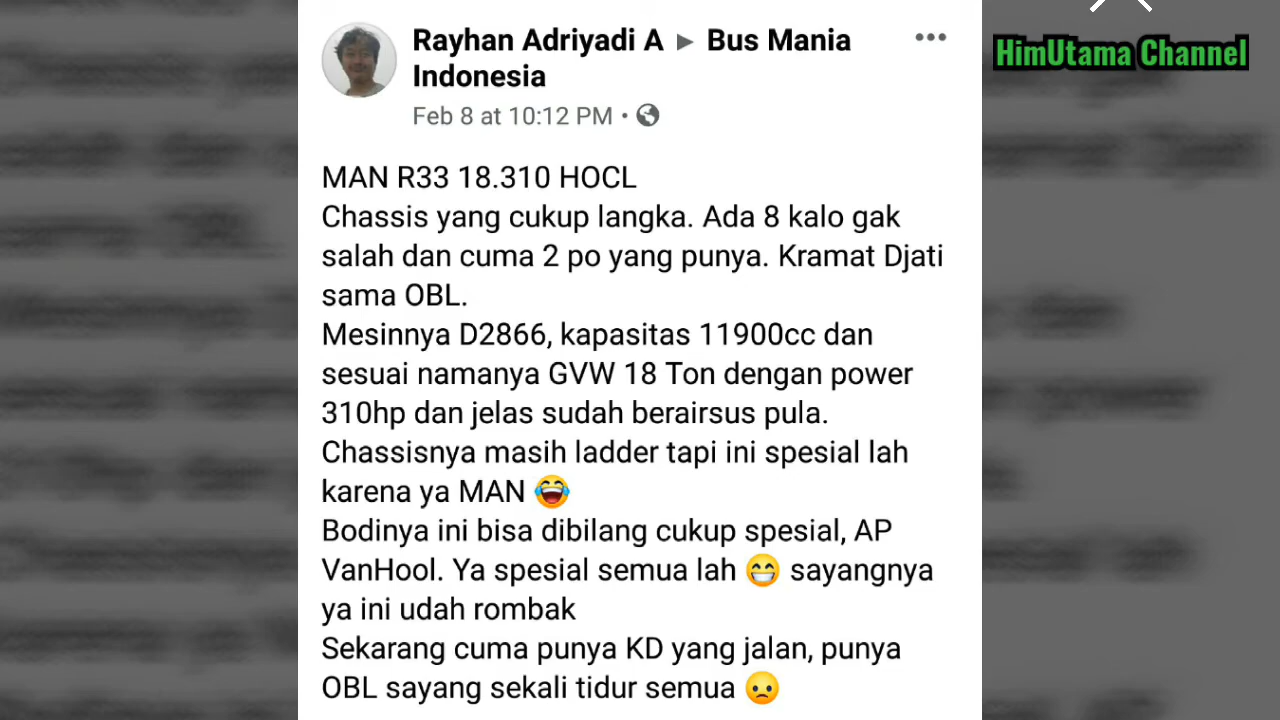 Rayhan Adriyadi A ▸ Bus Mania
Indonesia
HimUtama Channel
Feb 8 at 10:12 PM •
MAN R33 18.310 HOCL
Chassis yang cukup langka. Ada 8 kalo gak
salah dan cuma 2 po yang punya. Kramat Djati
sama OBL.
Mesinnya D2866, kapasitas 11900cc dan
sesuai namanya GVW 18 Ton dengan power
310hp dan jelas sudah berairsus pula.
Chassisnya masih ladder tapi ini spesial lah
karena ya MAN 😂
Bodinya ini bisa dibilang cukup spesial, AP
VanHool. Ya spesial semua lah 😁 sayangnya
ya ini udah rombak
Sekarang cuma punya KD yang jalan, punya
OBL sayang sekali tidur semua 😞